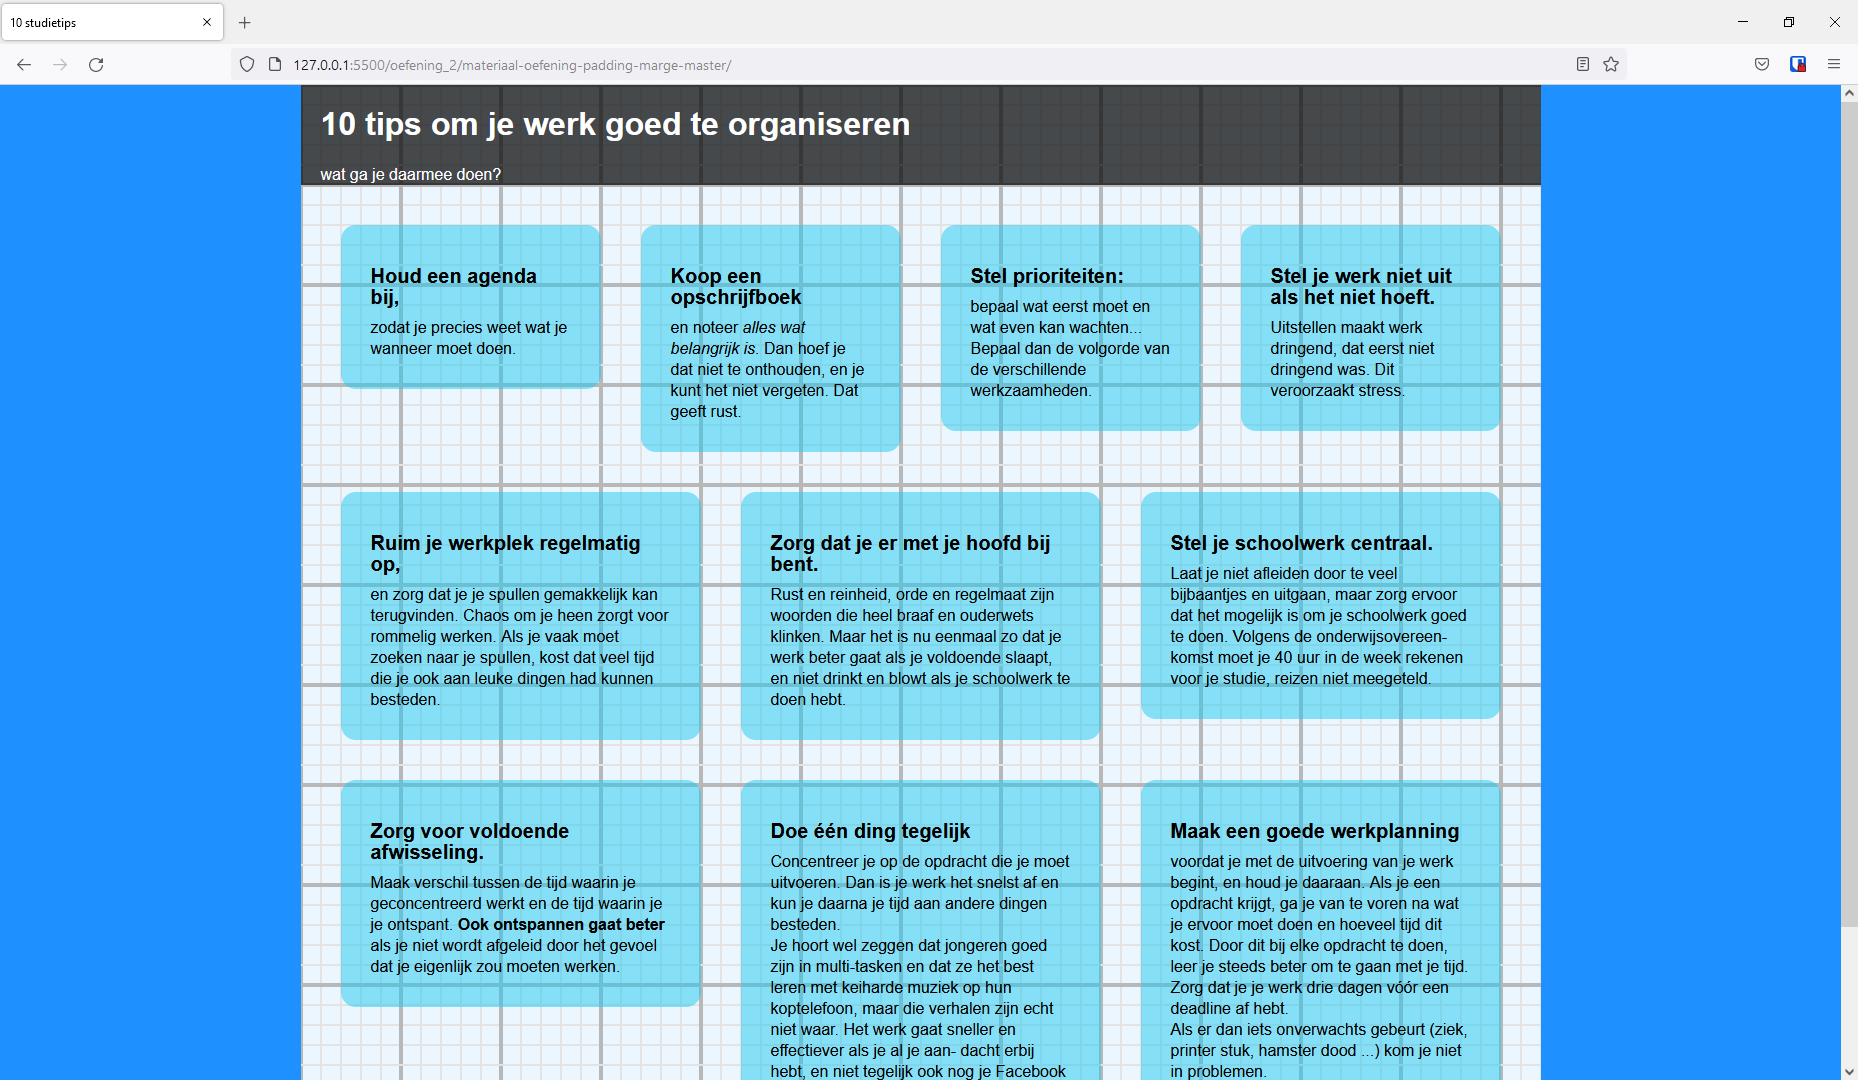 10 studietips
127.0.0.1:5500/oefening_2/materiaal-oefening-padding-marge-master/
10 tips om je werk goed te organiseren
wat ga je daarmee doen?
Houd een agenda
bij,
zodat je precies weet wat je
wanneer moet doen.
Koop een
opschrijfboek
en noteer alles wat
belangrijk is. Dan hoef je
dat niet te onthouden, en je
kunt het niet vergeten. Dat
geeft rust.
Stel prioriteiten:
bepaal wat eerst moet en
wat even kan wachten...
Bepaal dan de volgorde van
de verschillende
werkzaamheden.
Stel je werk niet uit
als het niet hoeft.
Uitstellen maakt werk
dringend, dat eerst niet
dringend was. Dit
veroorzaakt stress.
Ruim je werkplek regelmatig
op,
en zorg dat je je spullen gemakkelijk kan
terugvinden. Chaos om je heen zorgt voor
rommelig werken. Als je vaak moet
zoeken naar je spullen, kost dat veel tijd
die je ook aan leuke dingen had kunnen
besteden.
Zorg dat je er met je hoofd bij
bent.
Rust en reinheid, orde en regelmaat zijn
woorden die heel braaf en ouderwets
klinken. Maar het is nu eenmaal zo dat je
werk beter gaat als je voldoende slaapt,
en niet drinkt en blowt als je schoolwerk te
doen hebt.
Stel je schoolwerk centraal.
Laat je niet afleiden door te veel
bijbaantjes en uitgaan, maar zorg ervoor
dat het mogelijk is om je schoolwerk goed
te doen. Volgens de onderwijsovereen-
komst moet je 40 uur in de week rekenen
voor je studie, reizen niet meegeteld.
Zorg voor voldoende
afwisseling.
Maak verschil tussen de tijd waarin je
geconcentreerd werkt en de tijd waarin je
je ontspant. Ook ontspannen gaat beter
als je niet wordt afgeleid door het gevoel
dat je eigenlijk zou moeten werken.
Doe één ding tegelijk
Concentreer je op de opdracht die je moet
uitvoeren. Dan is je werk het snelst af en
kun je daarna je tijd aan andere dingen
besteden.
Je hoort wel zeggen dat jongeren goed
zijn in multi-tasken en dat ze het best
leren met keiharde muziek op hun
koptelefoon, maar die verhalen zijn echt
niet waar. Het werk gaat sneller en
effectiever als je al je aan- dacht erbij
hebt, en niet tegelijk ook nog je Facebook
Maak een goede werkplanning
voordat je met de uitvoering van je werk
begint, en houd je daaraan. Als je een
opdracht krijgt, ga je van te voren na wat
je ervoor moet doen en hoeveel tijd dit
kost. Door dit bij elke opdracht te doen,
leer je steeds beter om te gaan met je tijd.
Zorg dat je je werk drie dagen vóór een
deadline af hebt.
Als er dan iets onverwachts gebeurt (ziek,
printer stuk, hamster dood ...) kom je niet
in problemen.